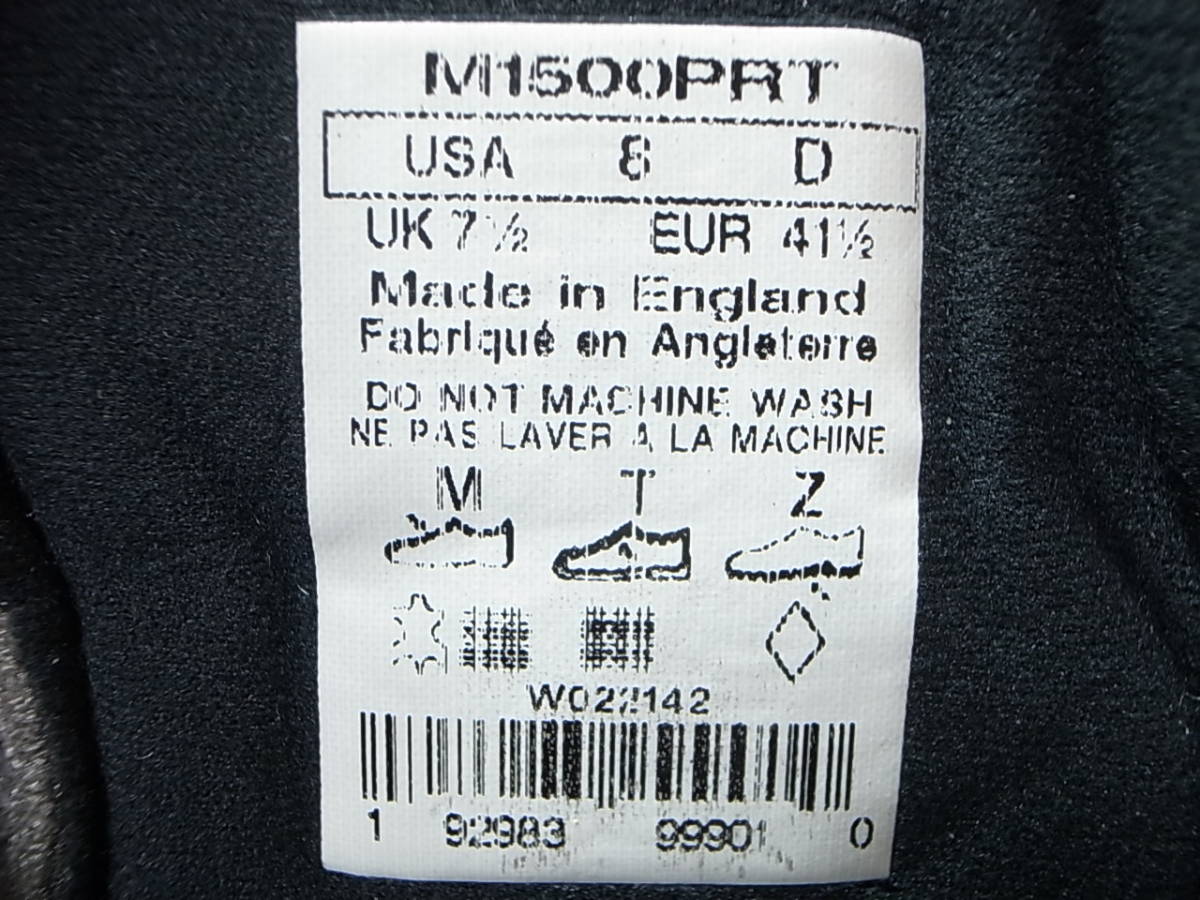 M1500PRT
USA 8 D
UK 7½ EUR 41½
Made in England
Fabriqué en Angleterre
DO NOT MACHINE WASH
NE PAS LAVER A LA MACHINE
M T Z
W022142
1 92983 99901 0